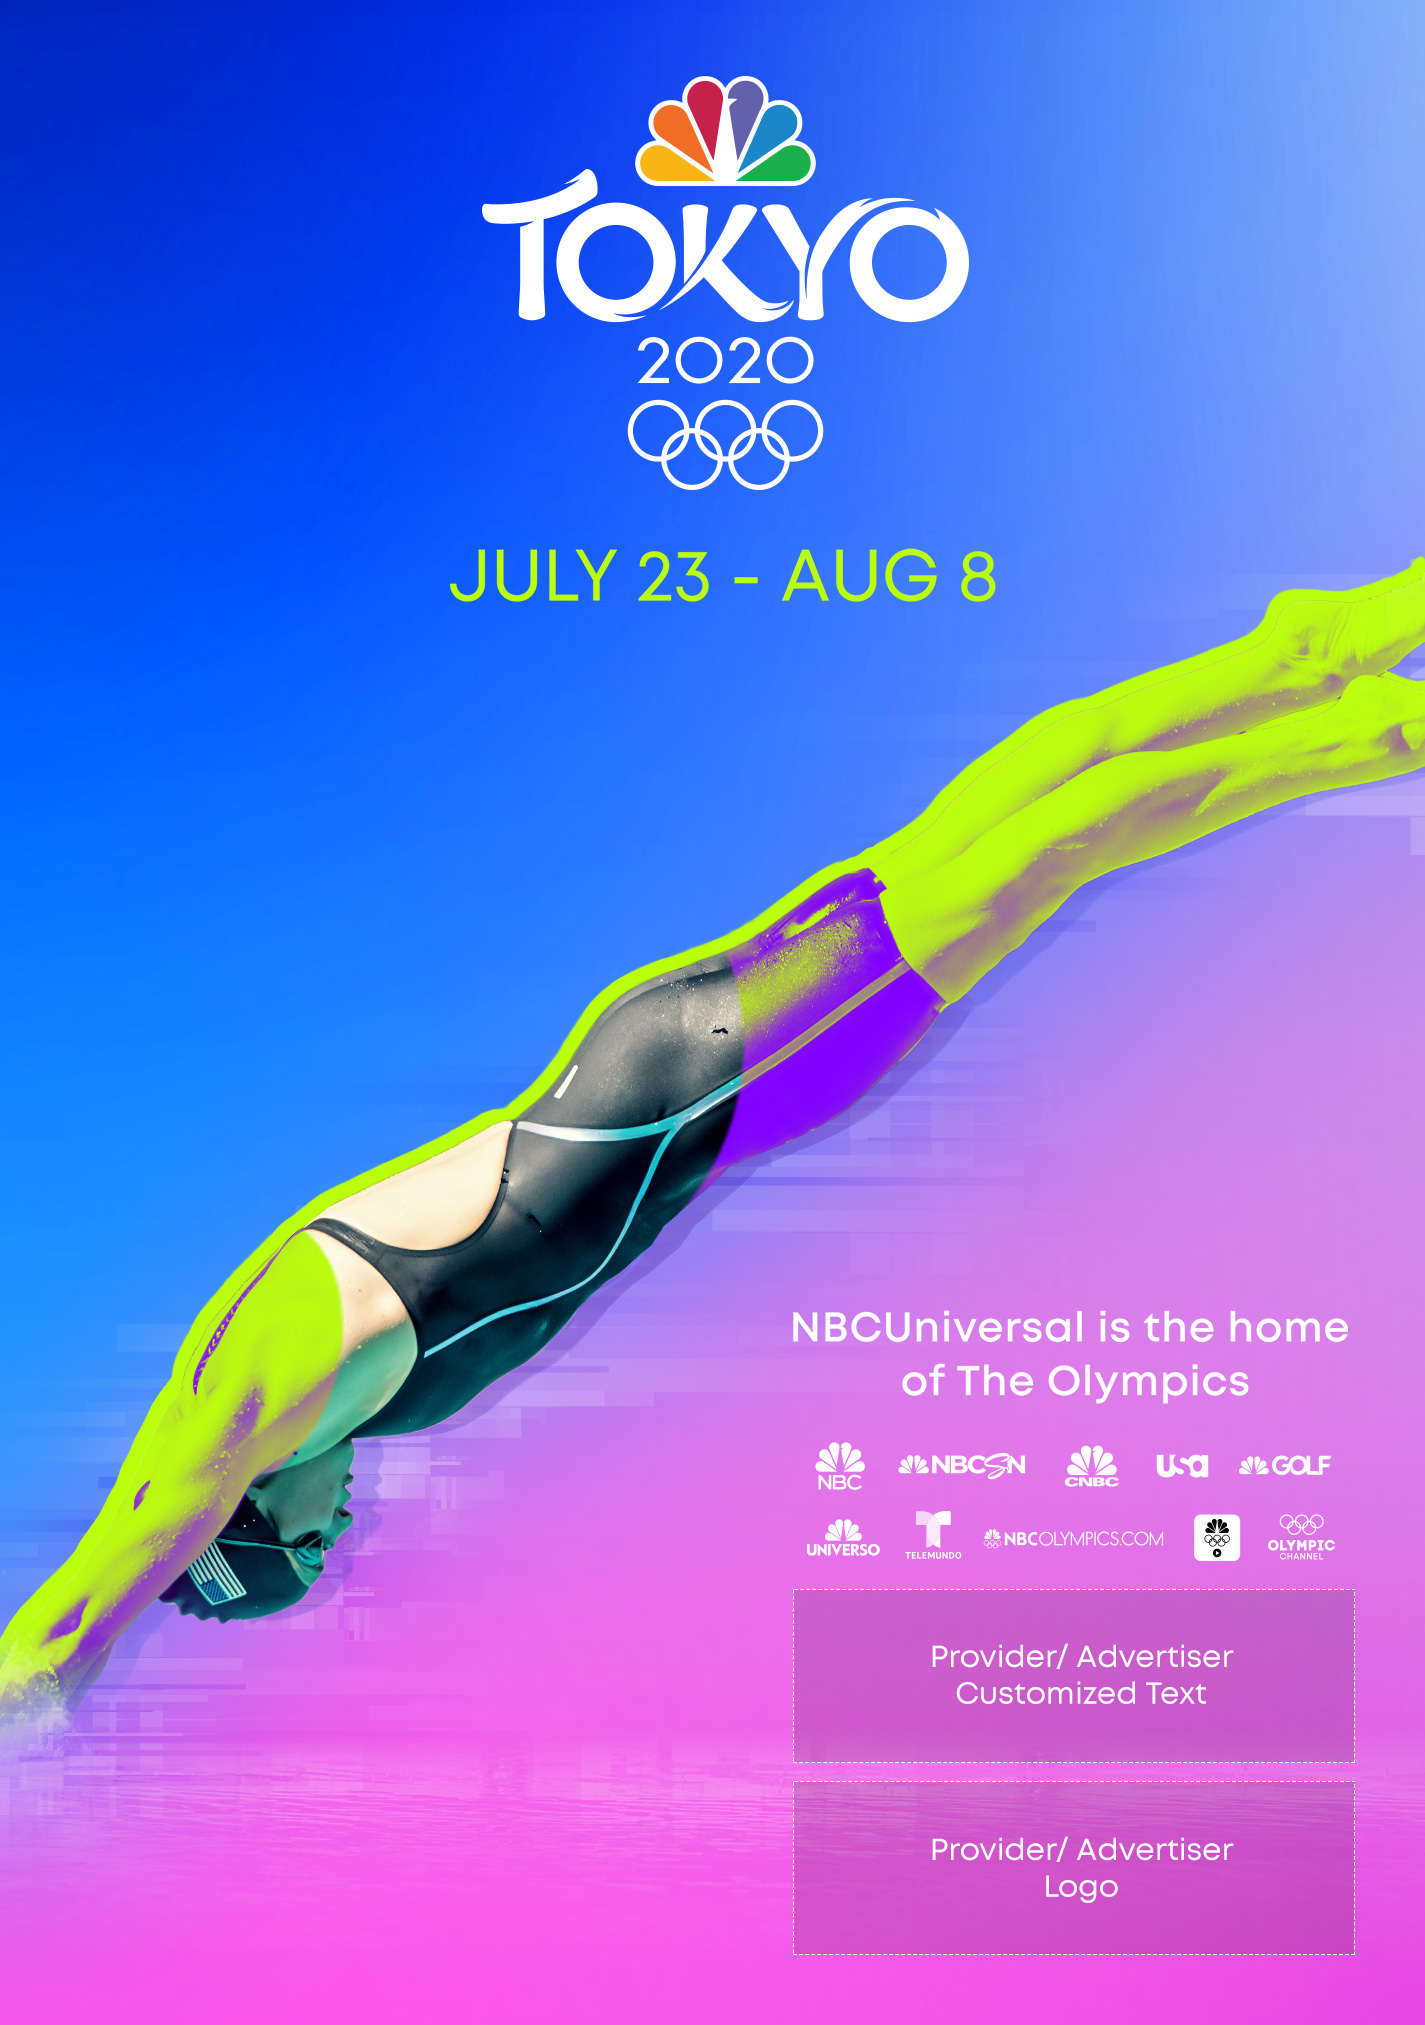 TOKYO
2020
JULY 23 - AUG 8
NBCUniversal is the home
of The Olympics
NBC NBCSN CNBC USA GOLF
UNIVERSO TELEMUNDO NBCOLYMPICS.COM OLYMPIC
CHANNEL
Provider/ Advertiser
Customized Text
Provider/ Advertiser
Logo